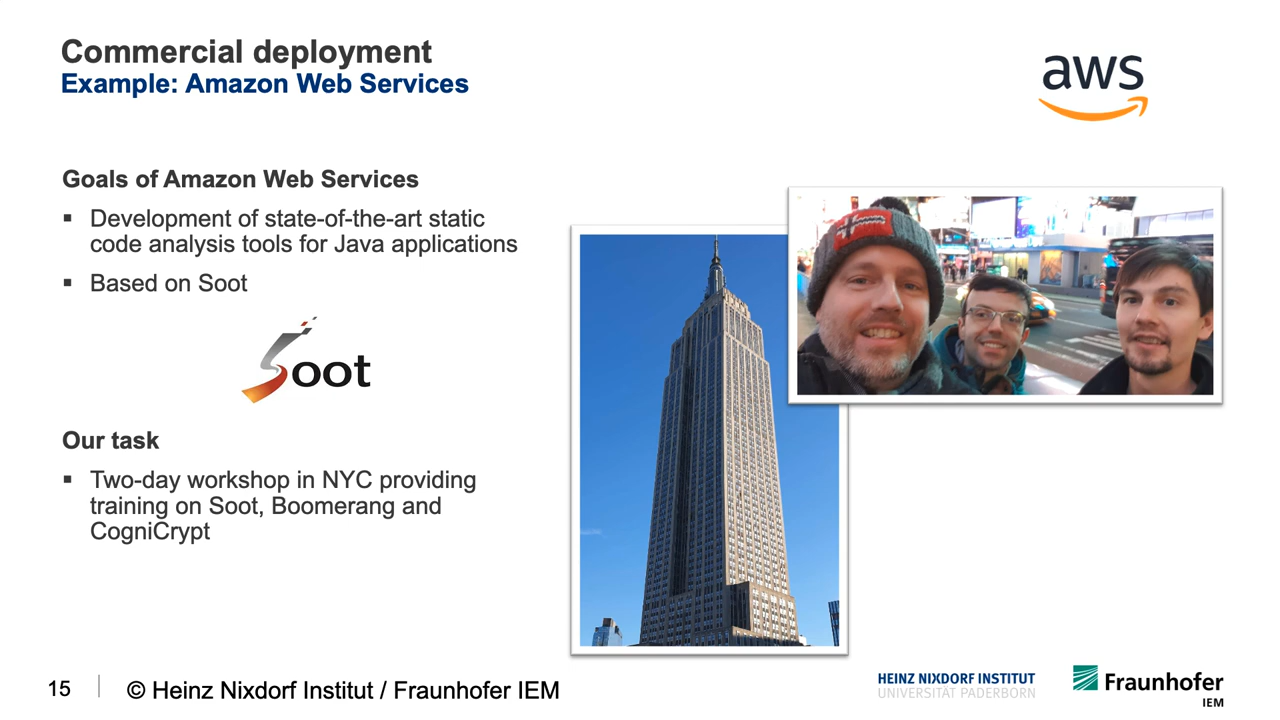 Commercial deployment
Example: Amazon Web Services
aws
Goals of Amazon Web Services
▪ Development of state-of-the-art static
code analysis tools for Java applications
▪ Based on Soot
Soot
Our task
▪ Two-day workshop in NYC providing
training on Soot, Boomerang and
CogniCrypt
15
© Heinz Nixdorf Institut / Fraunhofer IEM
HEINZ NIXDORF INSTITUT
UNIVERSITÄT PADERBORN
Fraunhofer
IEM